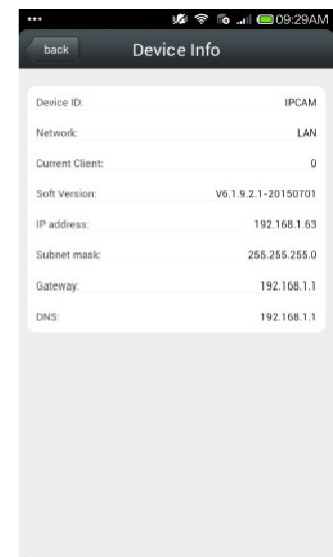 ... 09:29AM
back Device Info
Device ID: IPCAM
Network: LAN
Current Client: 0
Soft Version: V6.1.9.2.1-20150701
IP address: 192.168.1.63
Subnet mask: 255.255.255.0
Gateway: 192.168.1.1
DNS: 192.168.1.1